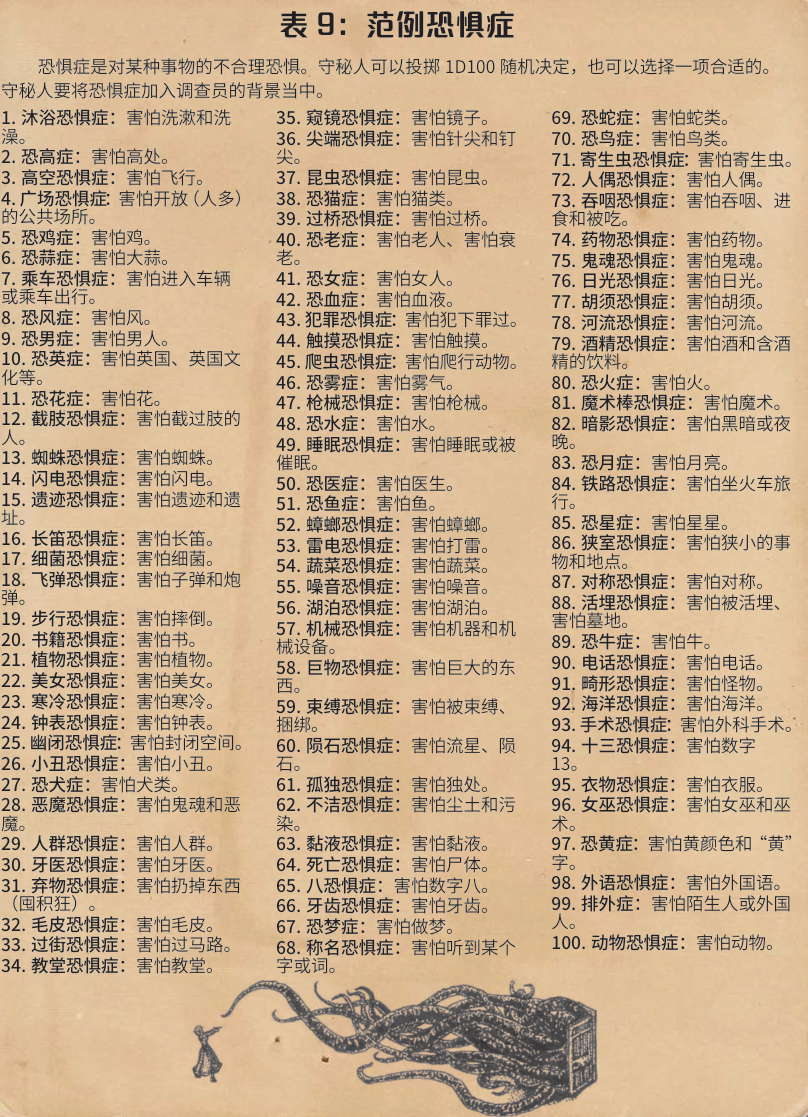 表 9：范例恐惧症
恐惧症是对某种事物的不合理恐惧。守秘人可以投掷 1D100 随机决定，也可以选择一项合适的。
守秘人要将恐惧症加入调查员的背景当中。
1. 沐浴恐惧症：害怕洗漱和洗
澡。
2. 恐高症：害怕高处。
3. 高空恐惧症：害怕飞行。
4. 广场恐惧症：害怕开放（人多）
的公共场所。
5. 恐鸡症：害怕鸡。
6. 恐蒜症：害怕大蒜。
7. 乘车恐惧症：害怕进入车辆
或乘车出行。
8. 恐风症：害怕风。
9. 恐男症：害怕男人。
10. 恐英症：害怕英国、英国文
化等。
11. 恐花症：害怕花。
12. 截肢恐惧症：害怕截过肢的
人。
13. 蜘蛛恐惧症：害怕蜘蛛。
14. 闪电恐惧症：害怕闪电。
15. 遗迹恐惧症：害怕遗迹和遗
址。
16. 长笛恐惧症：害怕长笛。
17. 细菌恐惧症：害怕细菌。
18. 飞弹恐惧症：害怕子弹和炮
弹。
19. 步行恐惧症：害怕摔倒。
20. 书籍恐惧症：害怕书。
21. 植物恐惧症：害怕植物。
22. 美女恐惧症：害怕美女。
23. 寒冷恐惧症：害怕寒冷。
24. 钟表恐惧症：害怕钟表。
25. 幽闭恐惧症：害怕封闭空间。
26. 小丑恐惧症：害怕小丑。
27. 恐犬症：害怕犬类。
28. 恶魔恐惧症：害怕鬼魂和恶
魔。
29. 人群恐惧症：害怕人群。
30. 牙医恐惧症：害怕牙医。
31. 弃物恐惧症：害怕扔掉东西
（囤积狂）。
32. 毛皮恐惧症：害怕毛皮。
33. 过街恐惧症：害怕过马路。
34. 教堂恐惧症：害怕教堂。
35. 窥镜恐惧症：害怕镜子。
36. 尖端恐惧症：害怕针尖和钉
尖。
37. 昆虫恐惧症：害怕昆虫。
38. 恐猫症：害怕猫类。
39. 过桥恐惧症：害怕过桥。
40. 恐老症：害怕老人、害怕衰
老。
41. 恐女症：害怕女人。
42. 恐血症：害怕血液。
43. 犯罪恐惧症：害怕犯下罪过。
44. 触摸恐惧症：害怕触摸。
45. 爬虫恐惧症：害怕爬行动物。
46. 恐雾症：害怕雾气。
47. 枪械恐惧症：害怕枪械。
48. 恐水症：害怕水。
49. 睡眠恐惧症：害怕睡眠或被
催眠。
50. 恐医症：害怕医生。
51. 恐鱼症：害怕鱼。
52. 蟑螂恐惧症：害怕蟑螂。
53. 雷电恐惧症：害怕打雷。
54. 蔬菜恐惧症：害怕蔬菜。
55. 噪音恐惧症：害怕噪音。
56. 湖泊恐惧症：害怕湖泊。
57. 机械恐惧症：害怕机器和机
械设备。
58. 巨物恐惧症：害怕巨大的东
西。
59. 束缚恐惧症：害怕被束缚、
捆绑。
60. 陨石恐惧症：害怕流星、陨
石。
61. 孤独恐惧症：害怕独处。
62. 不洁恐惧症：害怕尘土和污
染。
63. 黏液恐惧症：害怕黏液。
64. 死亡恐惧症：害怕尸体。
65. 八恐惧症：害怕数字八。
66. 牙齿恐惧症：害怕牙齿。
67. 恐梦症：害怕做梦。
68. 称名恐惧症：害怕听到某个
字或词。
69. 恐蛇症：害怕蛇类。
70. 恐鸟症：害怕鸟类。
71. 寄生虫恐惧症：害怕寄生虫。
72. 人偶恐惧症：害怕人偶。
73. 吞咽恐惧症：害怕吞咽、进
食和被吃。
74. 药物恐惧症：害怕药物。
75. 鬼魂恐惧症：害怕鬼魂。
76. 日光恐惧症：害怕日光。
77. 胡须恐惧症：害怕胡须。
78. 河流恐惧症：害怕河流。
79. 酒精恐惧症：害怕酒和含酒
精的饮料。
80. 恐火症：害怕火。
81. 魔术棒恐惧症：害怕魔术。
82. 暗影恐惧症：害怕黑暗或夜
晚。
83. 恐月症：害怕月亮。
84. 铁路恐惧症：害怕坐火车旅
行。
85. 恐星症：害怕星星。
86. 狭室恐惧症：害怕狭小的事
物和地点。
87. 对称恐惧症：害怕对称。
88. 活埋恐惧症：害怕被活埋、
害怕墓地。
89. 恐牛症：害怕牛。
90. 电话恐惧症：害怕电话。
91. 畸形恐惧症：害怕怪物。
92. 海洋恐惧症：害怕海洋。
93. 手术恐惧症：害怕外科手术。
94. 十三恐惧症：害怕数字
13。
95. 衣物恐惧症：害怕衣服。
96. 女巫恐惧症：害怕女巫和巫
术。
97. 恐黄症：害怕黄颜色和“黄”
字。
98. 外语恐惧症：害怕外国语。
99. 排外症：害怕陌生人或外国
人。
100. 动物恐惧症：害怕动物。